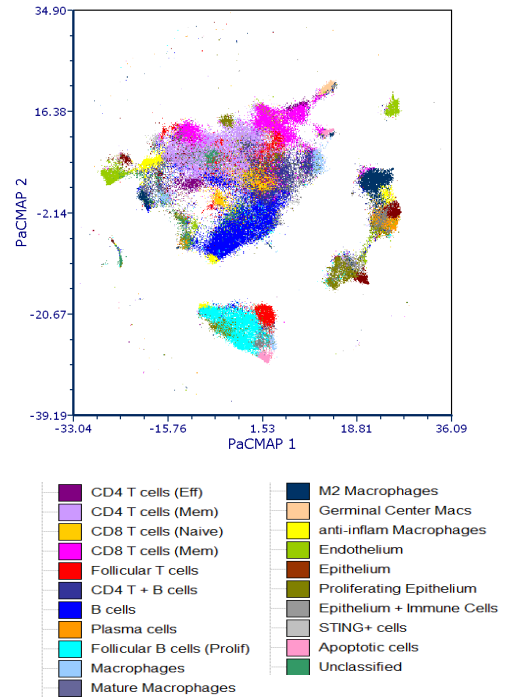 34.90
16.38
-2.14
-20.67
-39.19
PaCMAP 2
-33.04 -15.76 1.53 18.81 36.09
PaCMAP 1
CD4 T cells (Eff)
CD4 T cells (Mem)
CD8 T cells (Naive)
CD8 T cells (Mem)
Follicular T cells
CD4 T + B cells
B cells
Plasma cells
Follicular B cells (Prolif)
Macrophages
Mature Macrophages
M2 Macrophages
Germinal Center Macs
anti-inflam Macrophages
Endothelium
Epithelium
Proliferating Epithelium
Epithelium + Immune Cells
STING+ cells
Apoptotic cells
Unclassified